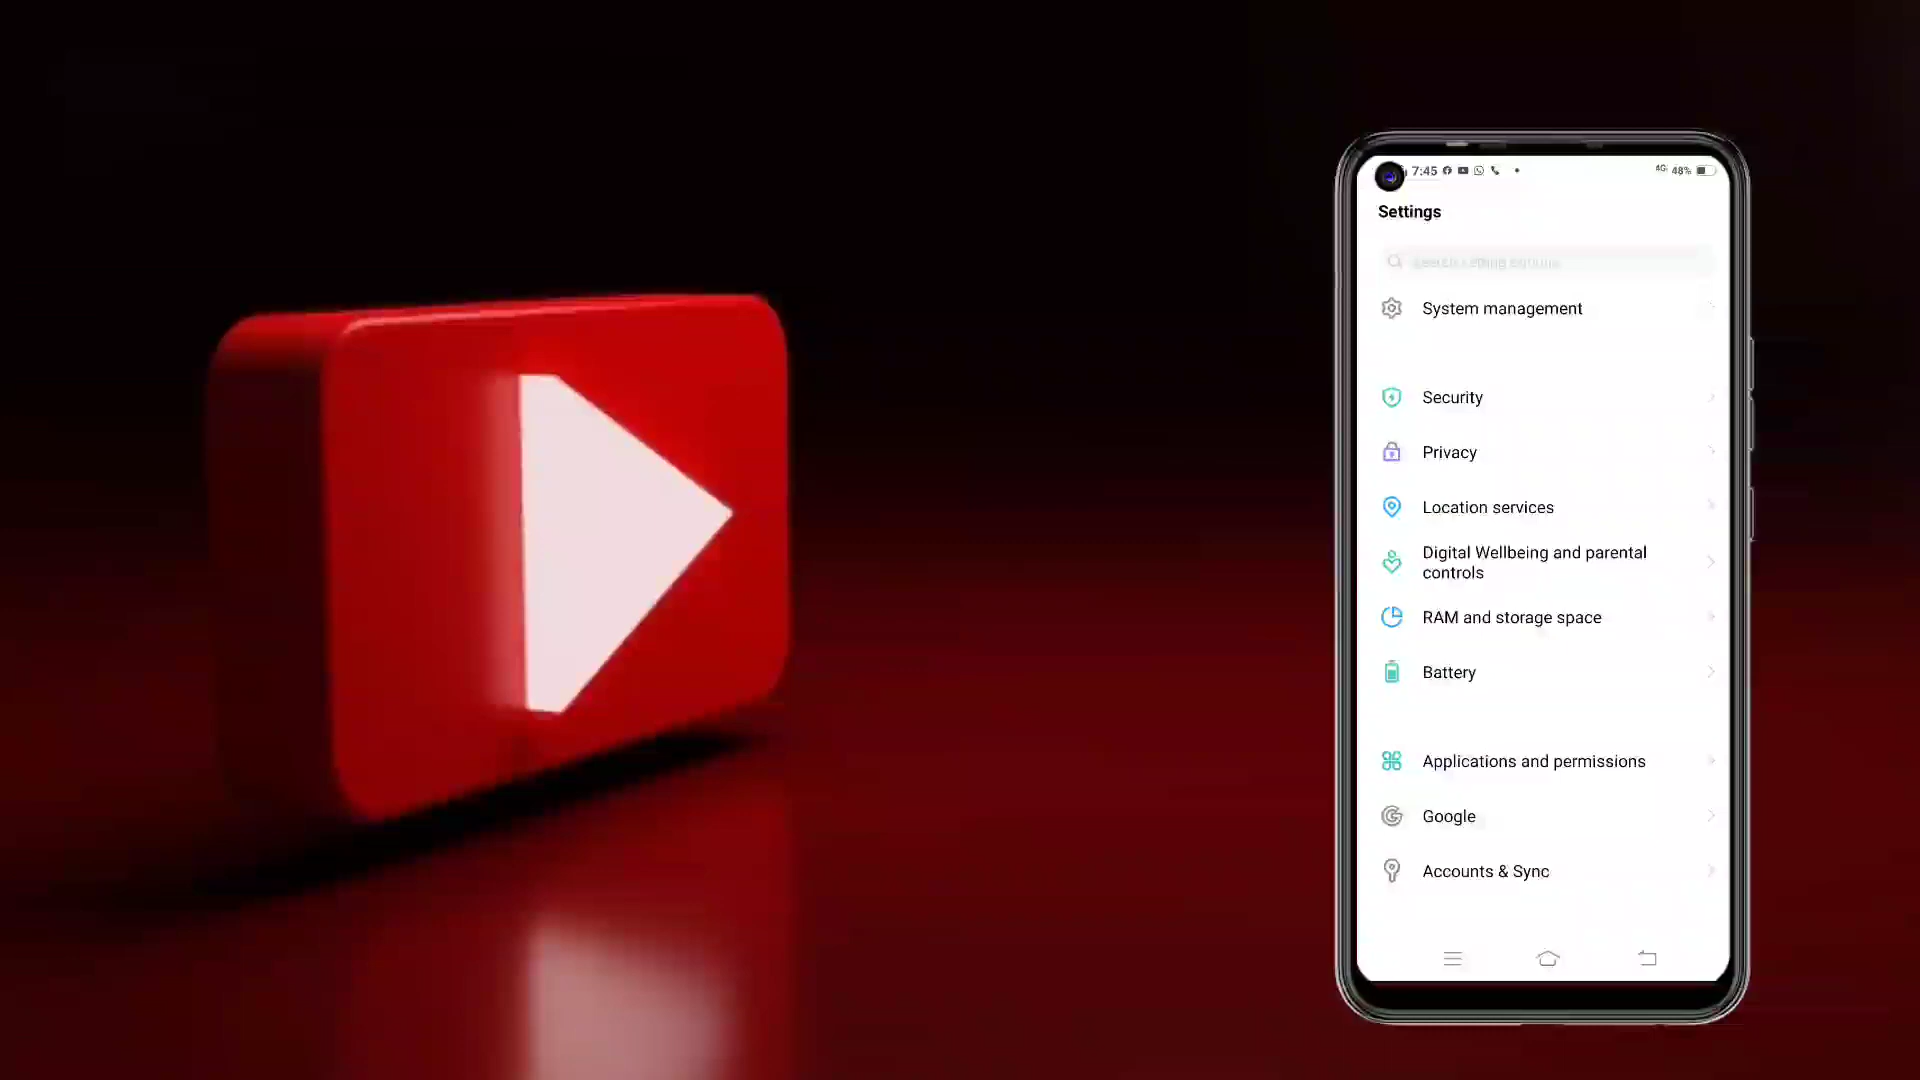 7:45
4G 48%
Settings
System management
Security
Privacy
Location services
Digital Wellbeing and parental
controls
RAM and storage space
Battery
Applications and permissions
Google
Accounts & Sync